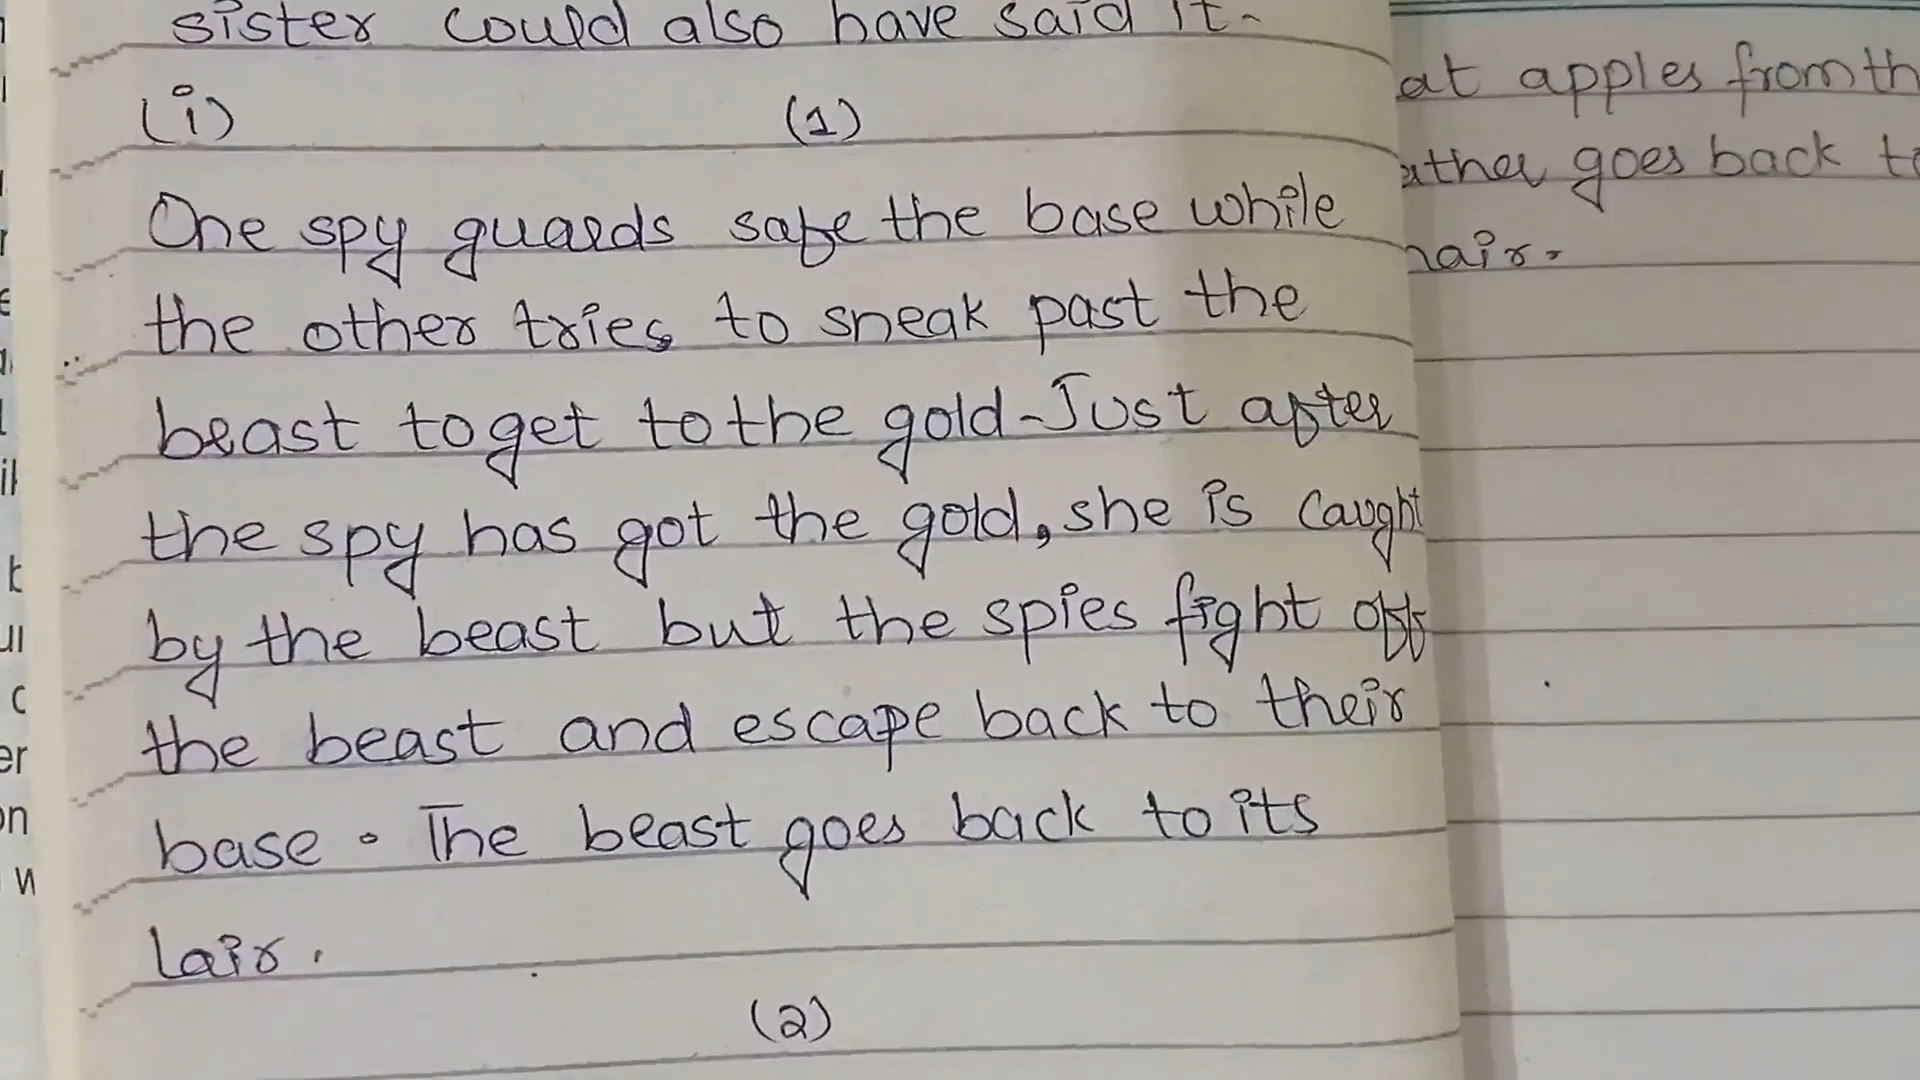 sister could also have said it.
(i) (1)
One spy guards safe the base while
the other tries to sneak past the
beast to get to the gold. Just after
the spy has got the gold, she is caught
by the beast but the spies fight off
the beast and escape back to their
base. The beast goes back to its
lair.
(2)
at apples from th
goes back to